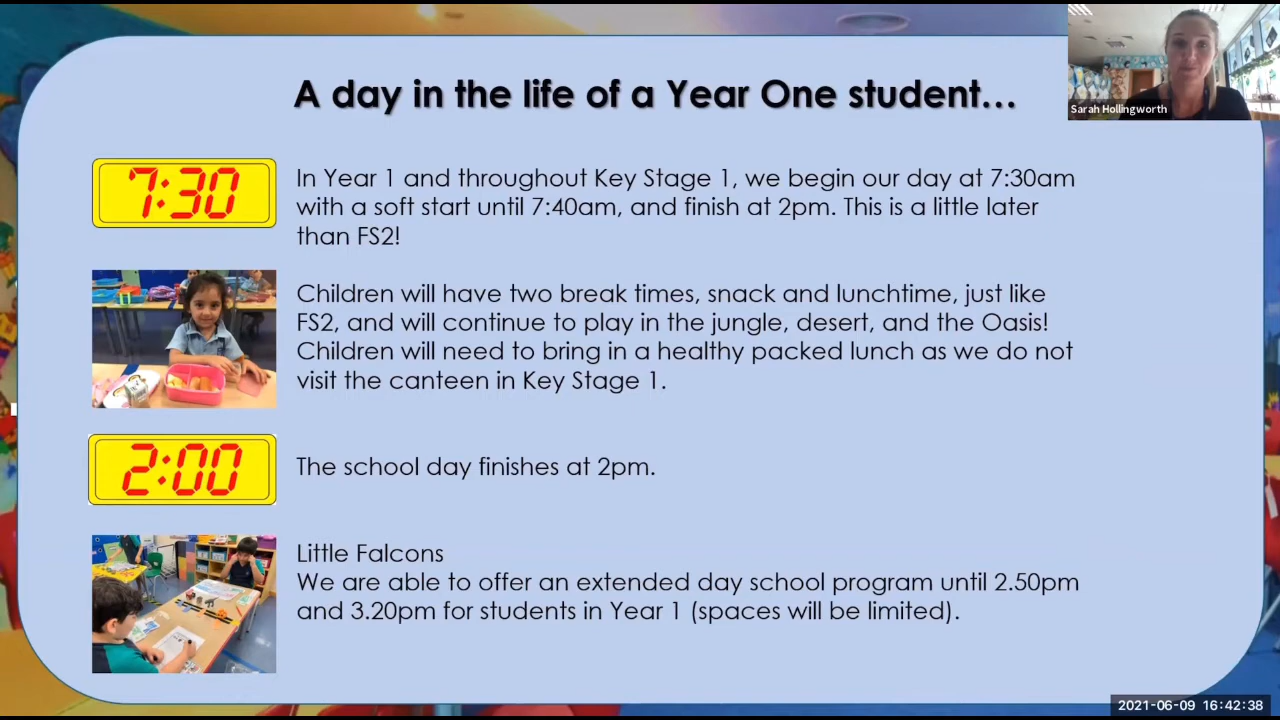 A day in the life of a Year One student...
Sarah Hollingworth
7:30
In Year 1 and throughout Key Stage 1, we begin our day at 7:30am
with a soft start until 7:40am, and finish at 2pm. This is a little later
than FS2!
Children will have two break times, snack and lunchtime, just like
FS2, and will continue to play in the jungle, desert, and the Oasis!
Children will need to bring in a healthy packed lunch as we do not
visit the canteen in Key Stage 1.
2:00
The school day finishes at 2pm.
Little Falcons
We are able to offer an extended day school program until 2.50pm
and 3.20pm for students in Year 1 (spaces will be limited).
2021-06-09 16:42:38